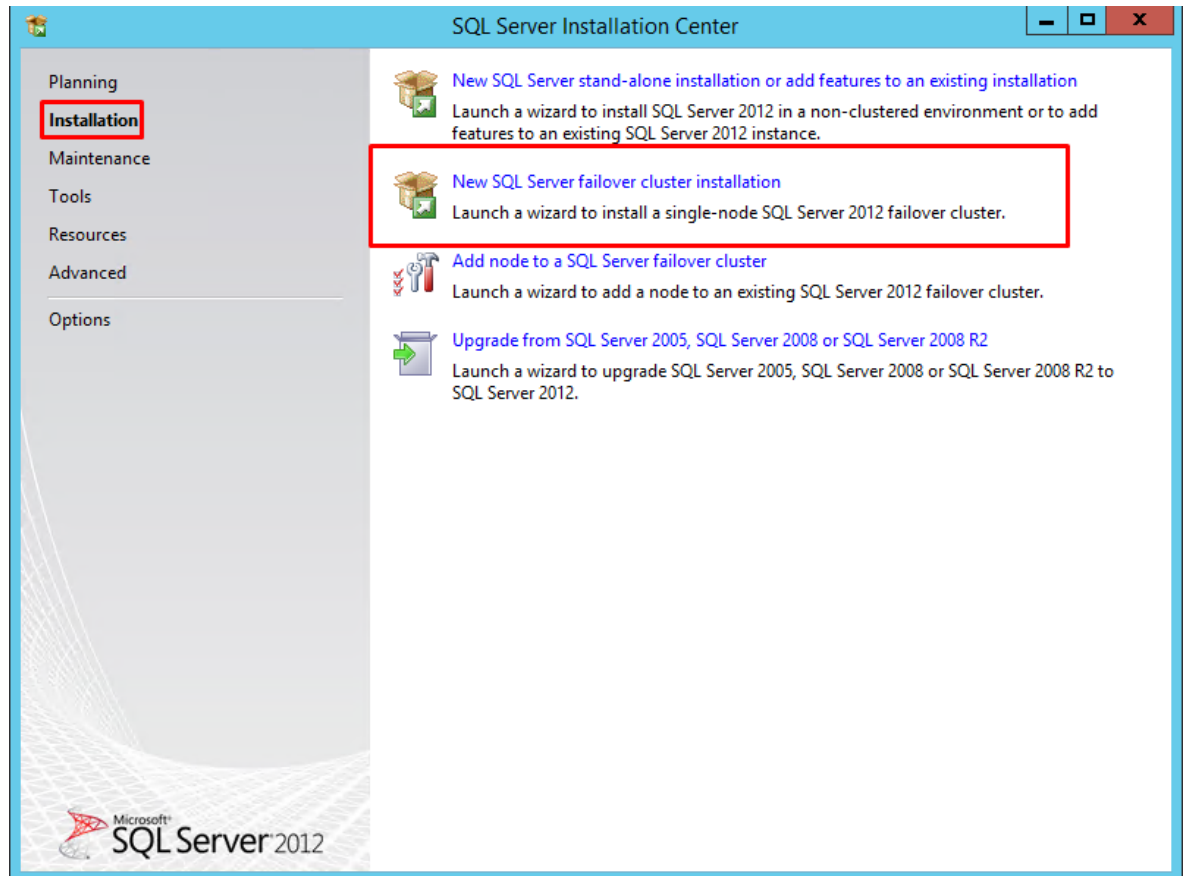 SQL Server Installation Center
Planning
Installation
Maintenance
Tools
Resources
Advanced
Options
New SQL Server stand-alone installation or add features to an existing installation
Launch a wizard to install SQL Server 2012 in a non-clustered environment or to add
features to an existing SQL Server 2012 instance.
New SQL Server failover cluster installation
Launch a wizard to install a single-node SQL Server 2012 failover cluster.
Add node to a SQL Server failover cluster
Launch a wizard to add a node to an existing SQL Server 2012 failover cluster.
Upgrade from SQL Server 2005, SQL Server 2008 or SQL Server 2008 R2
Launch a wizard to upgrade SQL Server 2005, SQL Server 2008 or SQL Server 2008 R2 to
SQL Server 2012.
Microsoft®
SQL Server® 2012